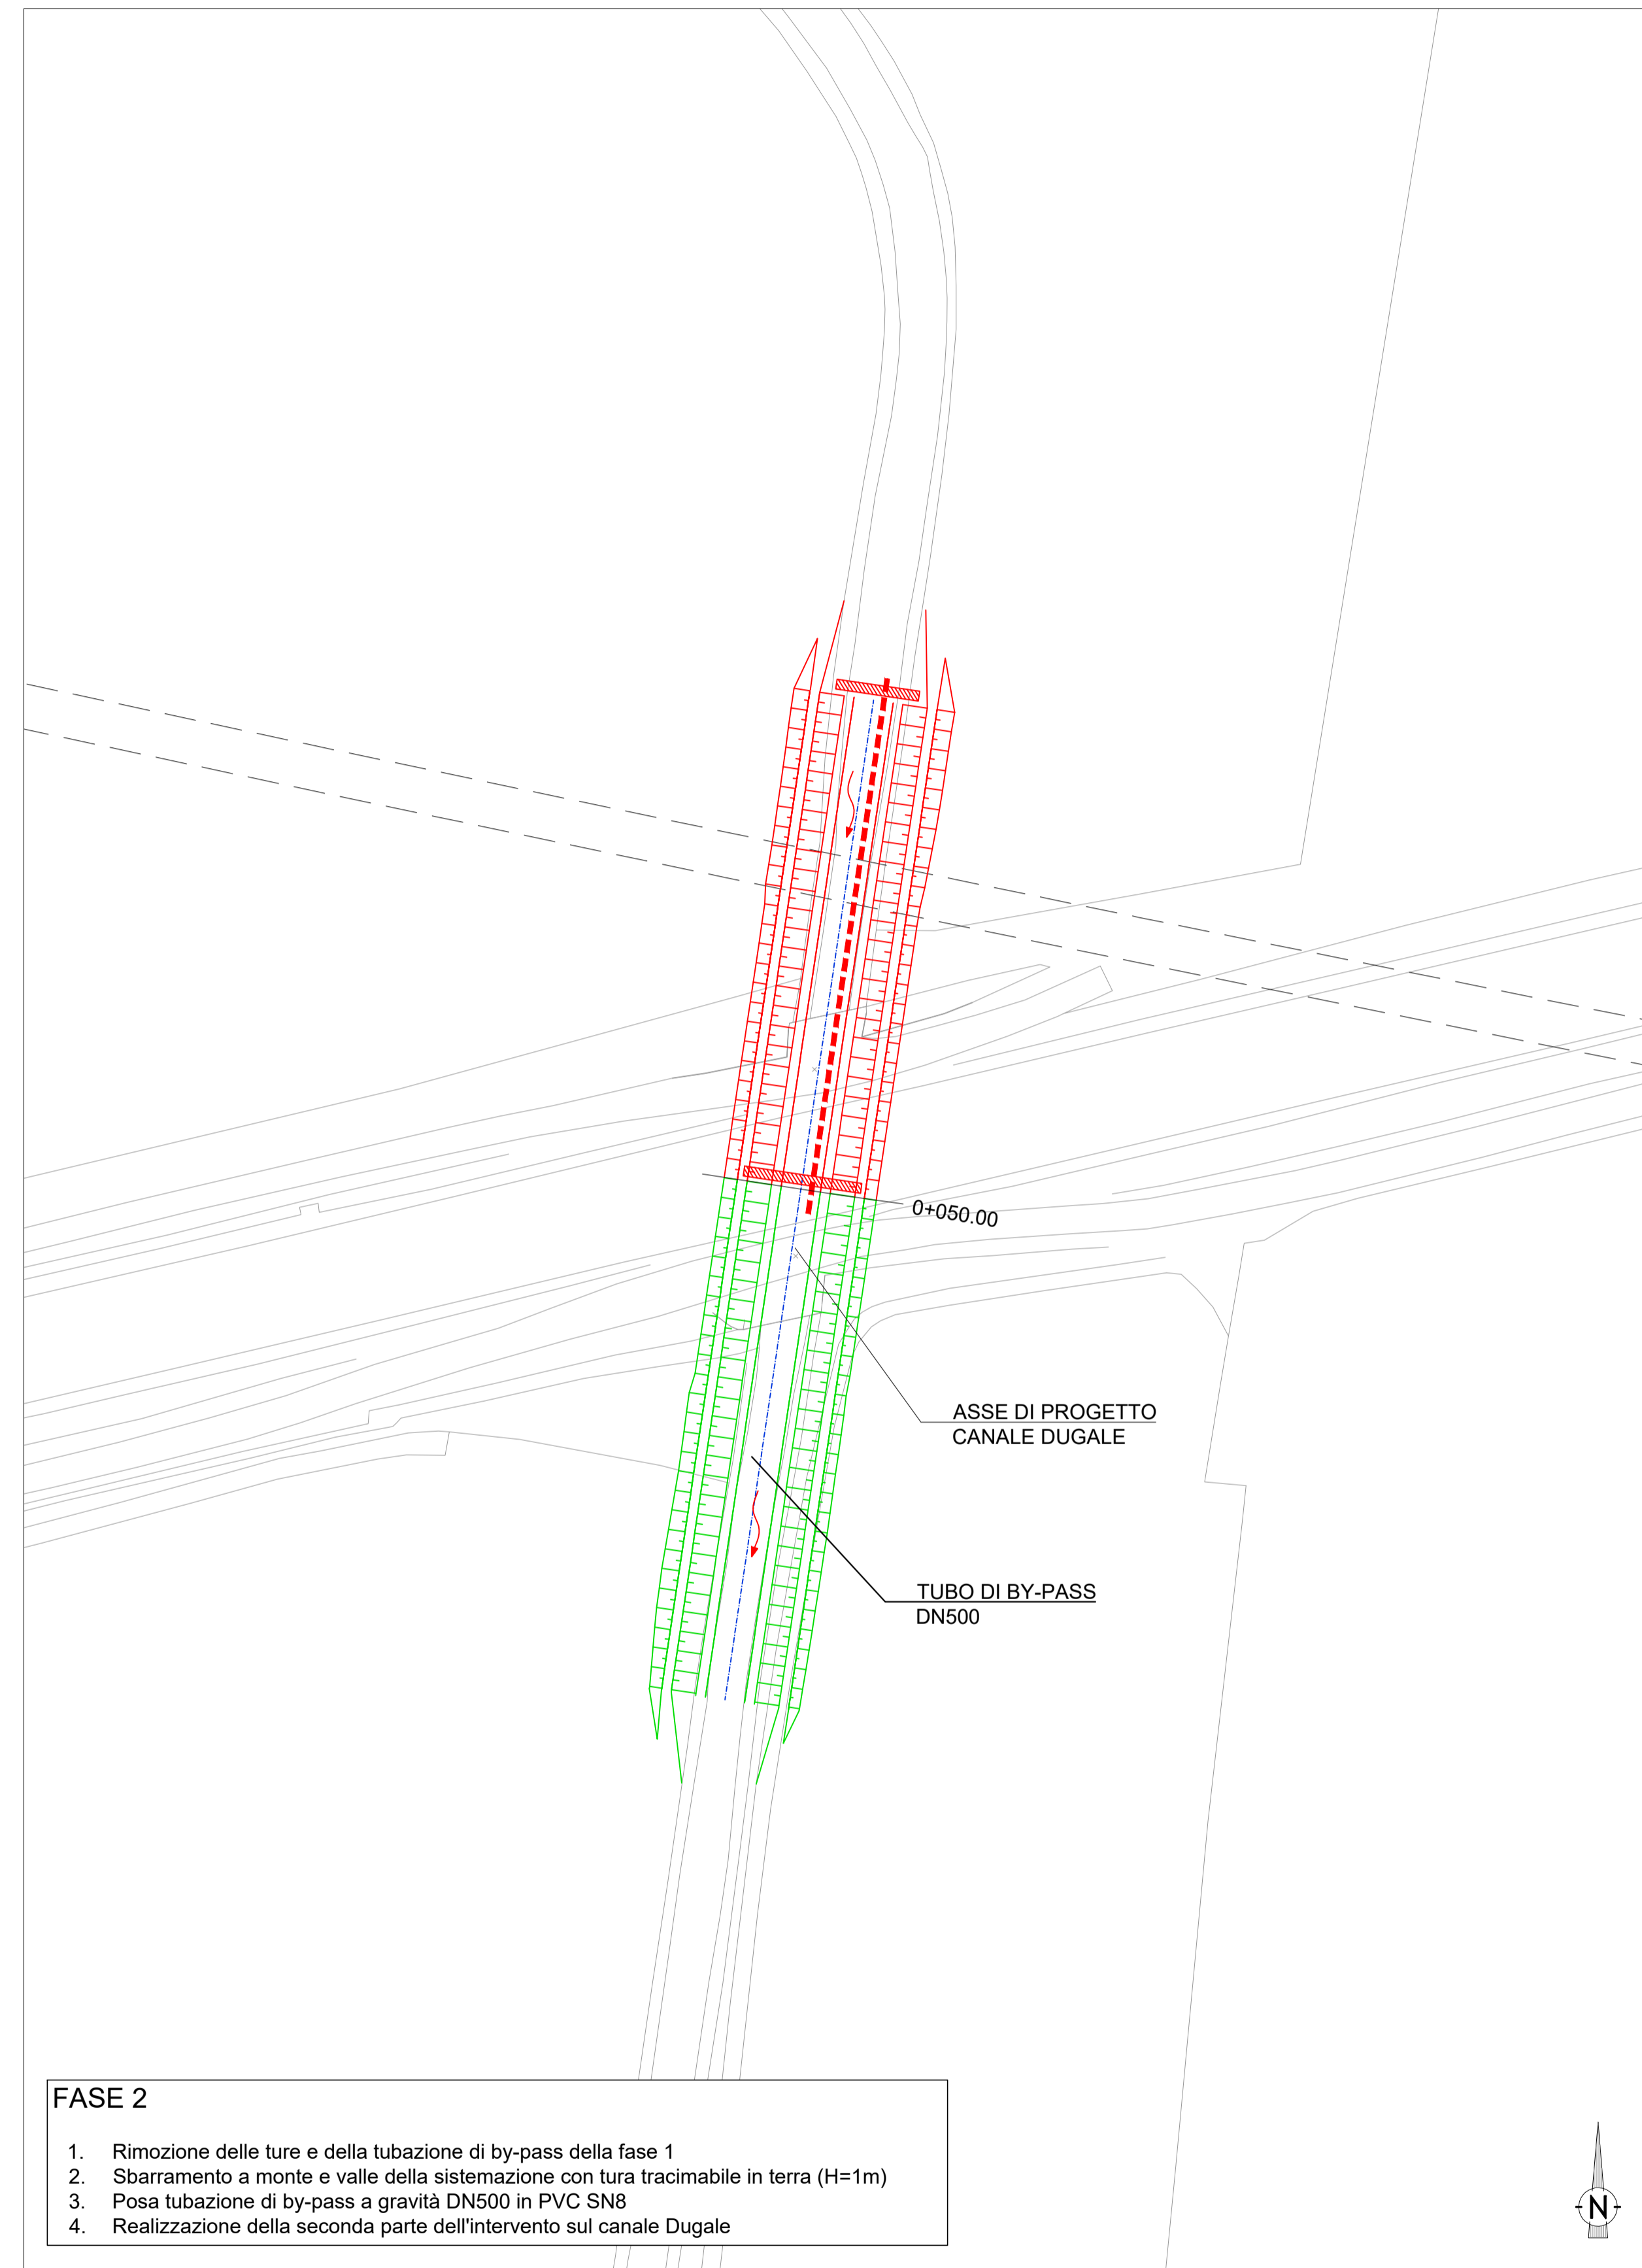 0+050.00
ASSE DI PROGETTO
CANALE DUGALE
TUBO DI BY-PASS
DN500
FASE 2
1. Rimozione delle ture e della tubazione di by-pass della fase 1
2. Sbarramento a monte e valle della sistemazione con tura tracimabile in terra (H=1m)
3. Posa tubazione di by-pass a gravità DN500 in PVC SN8
4. Realizzazione della seconda parte dell'intervento sul canale Dugale
N